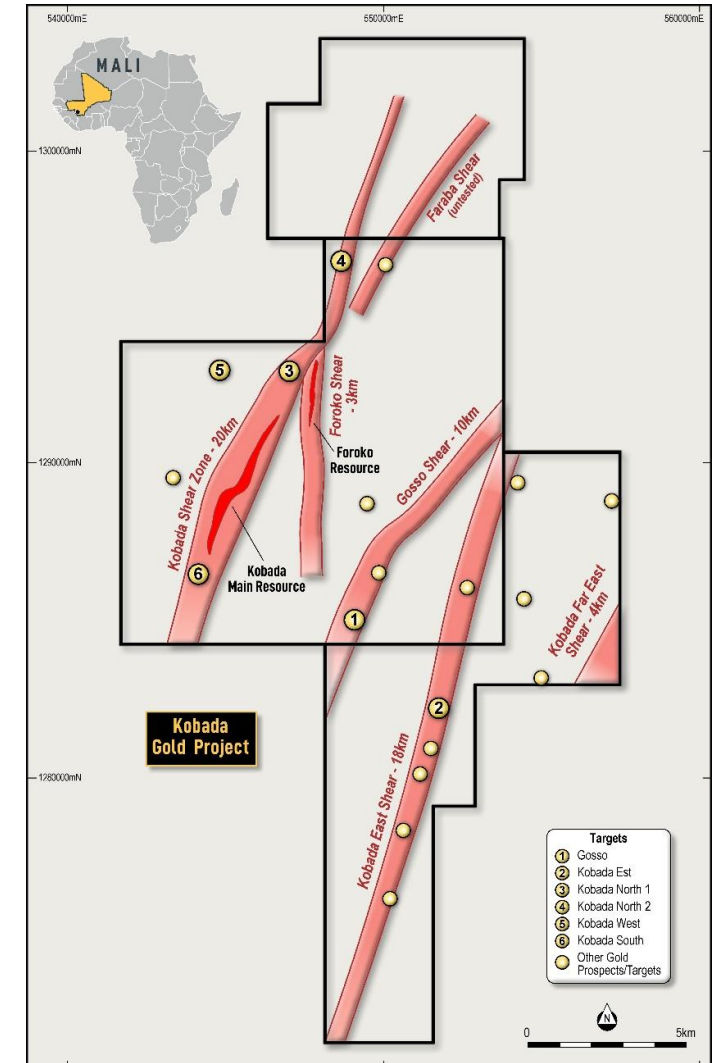 540000mE
550000mE
560000mE
MALI
1300000mN
Faraba Shear
(untested)
4
5
3
Foroko Shear
- 3km
Foroko
Resource
Gosso Shear - 10km
1290000mN
Kobada Shear Zone - 20km
Kobada
Main Resource
6
1
Kobada Far East
Shear - 4km
2
Kobada
Gold Project
1280000mN
Kobada East Shear - 18km
Targets
1 Gosso
2 Kobada Est
3 Kobada North 1
4 Kobada North 2
5 Kobada West
6 Kobada South
Other Gold
Prospects/Targets
N
0
5km